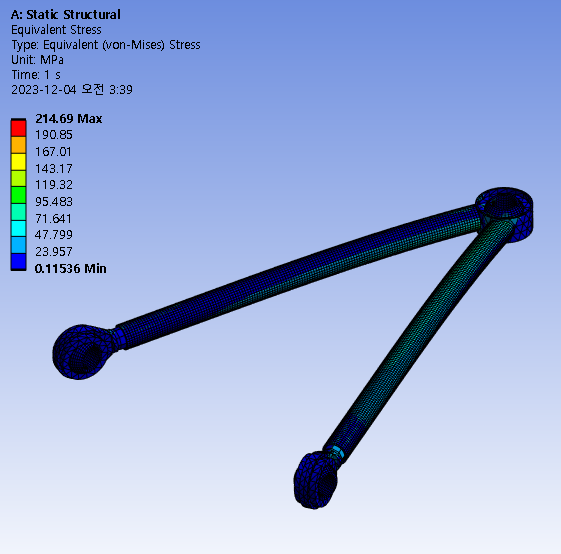 A: Static Structural
Equivalent Stress
Type: Equivalent (von-Mises) Stress
Unit: MPa
Time: 1 s
2023-12-04 오전 3:39
214.69 Max
190.85
167.01
143.17
119.32
95.483
71.641
47.799
23.957
0.11536 Min